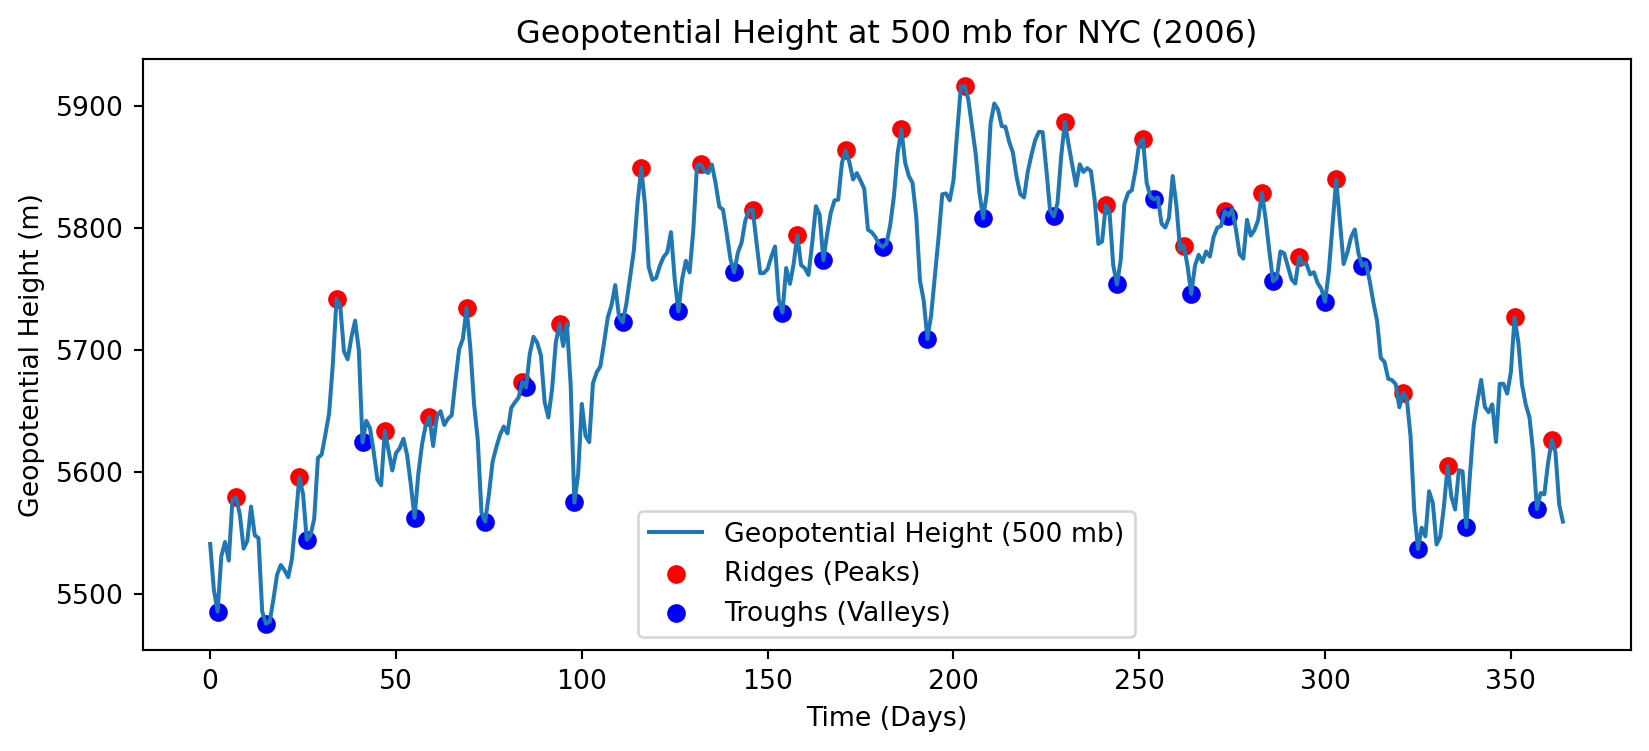 Geopotential Height at 500 mb for NYC (2006)
Geopotential Height (m)
5900
5800
5700
5600
5500
Geopotential Height (500 mb)
Ridges (Peaks)
Troughs (Valleys)
0 50 100 150 200 250 300 350
Time (Days)